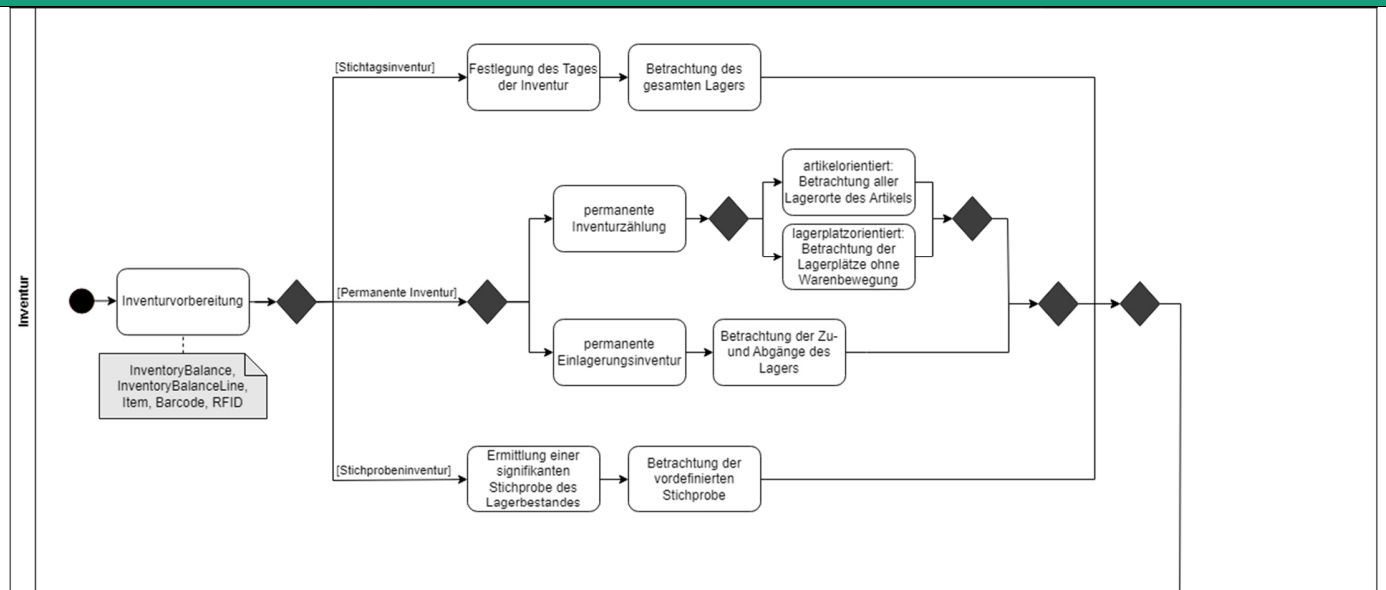 Inventur
Inventurvorbereitung
InventoryBalance,
InventoryBalanceLine,
Item, Barcode, RFID
[Stichtagsinventur]
Festlegung des Tages
der Inventur
Betrachtung des
gesamten Lagers
[Permanente Inventur]
permanente
Inventurzählung
artikelorientiert:
Betrachtung aller
Lagerorte des Artikels
lagerplatzorientiert:
Betrachtung der
Lagerplätze ohne
Warenbewegung
permanente
Einlagerungsinventur
Betrachtung der Zu-
und Abgänge des
Lagers
[Stichprobeninventur]
Ermittlung einer
signifikanten
Stichprobe des
Lagerbestandes
Betrachtung der
vordefinierten
Stichprobe